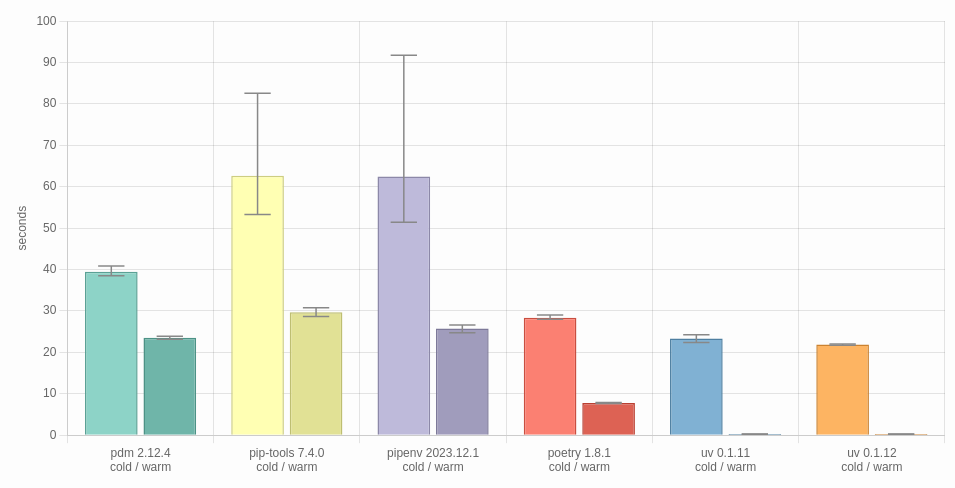 100
90
80
70
60
50
40
30
20
10
0
seconds
pdm 2.12.4
cold / warm
pip-tools 7.4.0
cold / warm
pipenv 2023.12.1
cold / warm
poetry 1.8.1
cold / warm
uv 0.1.11
cold / warm
uv 0.1.12
cold / warm